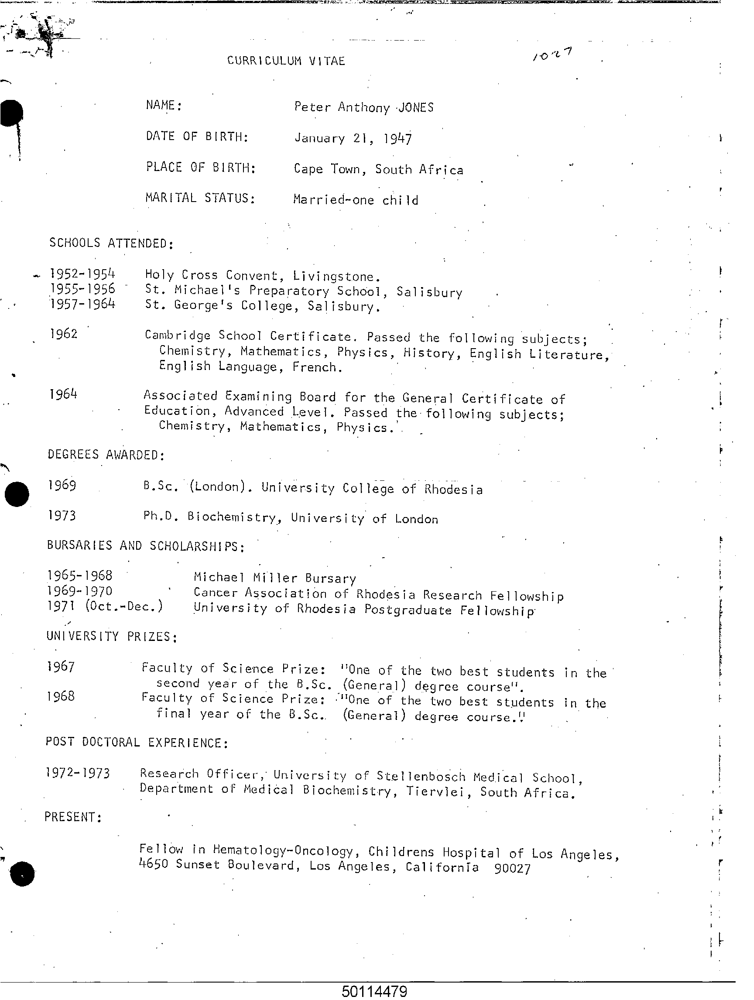 1027
CURRICULUM VITAE
NAME: Peter Anthony JONES
DATE OF BIRTH: January 21, 1947
PLACE OF BIRTH: Cape Town, South Africa
MARITAL STATUS: Married-one child
SCHOOLS ATTENDED:
1952-1954 Holy Cross Convent, Livingstone.
1955-1956 St. Michael's Preparatory School, Salisbury
1957-1964 St. George's College, Salisbury.
1962 Cambridge School Certificate. Passed the following subjects;
Chemistry, Mathematics, Physics, History, English Literature,
English Language, French.
1964 Associated Examining Board for the General Certificate of
Education, Advanced Level. Passed the following subjects;
Chemistry, Mathematics, Physics.
DEGREES AWARDED:
1969 B.Sc. (London). University College of Rhodesia
1973 Ph.D. Biochemistry, University of London
BURSARIES AND SCHOLARSHIPS:
1965-1968 Michael Miller Bursary
1969-1970 Cancer Association of Rhodesia Research Fellowship
1971 (Oct.-Dec.) University of Rhodesia Postgraduate Fellowship
UNIVERSITY PRIZES:
1967 Faculty of Science Prize: "One of the two best students in the
second year of the B.Sc. (General) degree course".
1968 Faculty of Science Prize: "One of the two best students in the
final year of the B.Sc. (General) degree course."
POST DOCTORAL EXPERIENCE:
1972-1973 Research Officer, University of Stellenbosch Medical School,
Department of Medical Biochemistry, Tiervlei, South Africa.
PRESENT:
Fellow in Hematology-Oncology, Childrens Hospital of Los Angeles,
4650 Sunset Boulevard, Los Angeles, California 90027
50114479